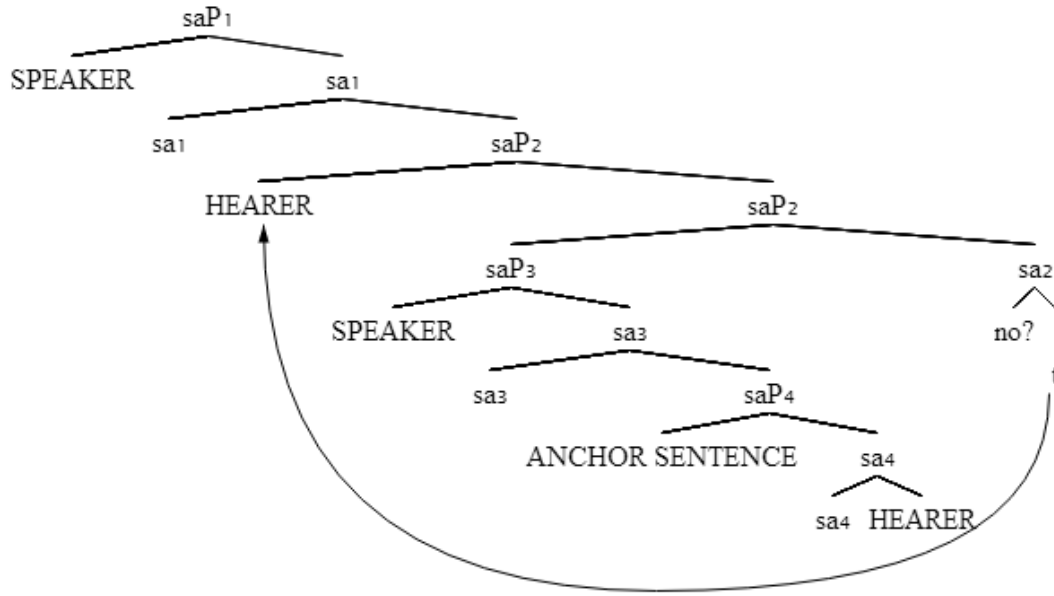 saP₁
SPEAKER sa₁
sa₁ saP₂
HEARER saP₂
saP₃ sa₂
SPEAKER sa₃ no?
sa₃ saP₄ t
ANCHOR SENTENCE sa₄
sa₄ HEARER